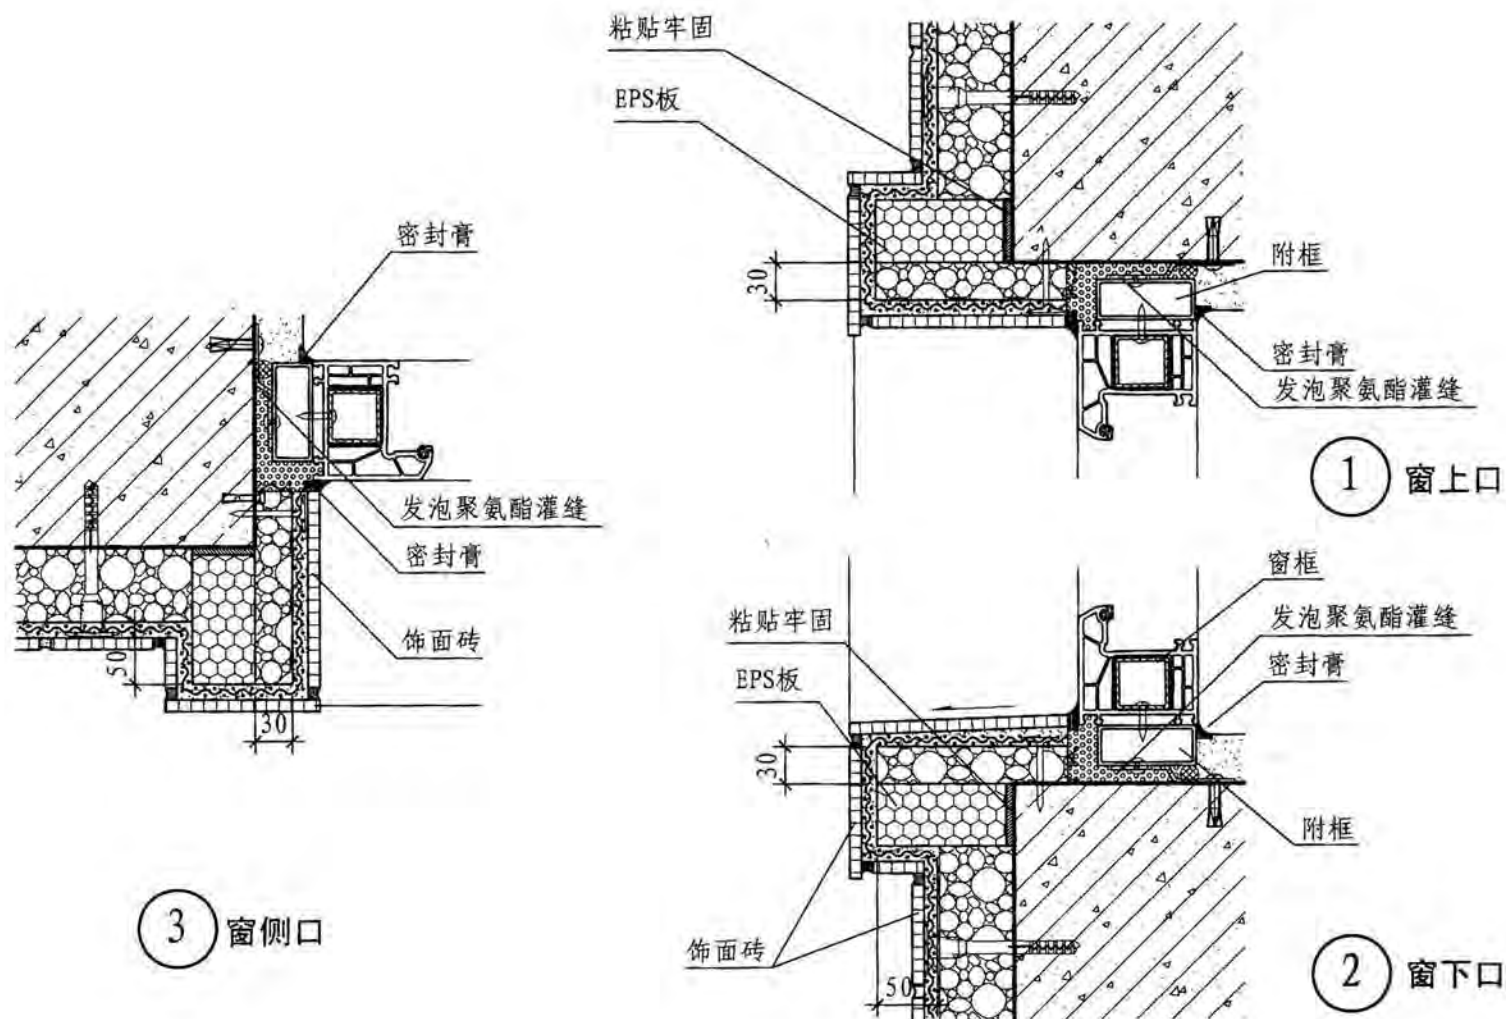 粘贴牢固
EPS板
30
附框
密封膏
发泡聚氨酯灌缝
1 窗上口
密封膏
发泡聚氨酯灌缝
密封膏
饰面砖
50
30
3 窗侧口
窗框
发泡聚氨酯灌缝
密封膏
粘贴牢固
EPS板
30
附框
饰面砖
50
2 窗下口